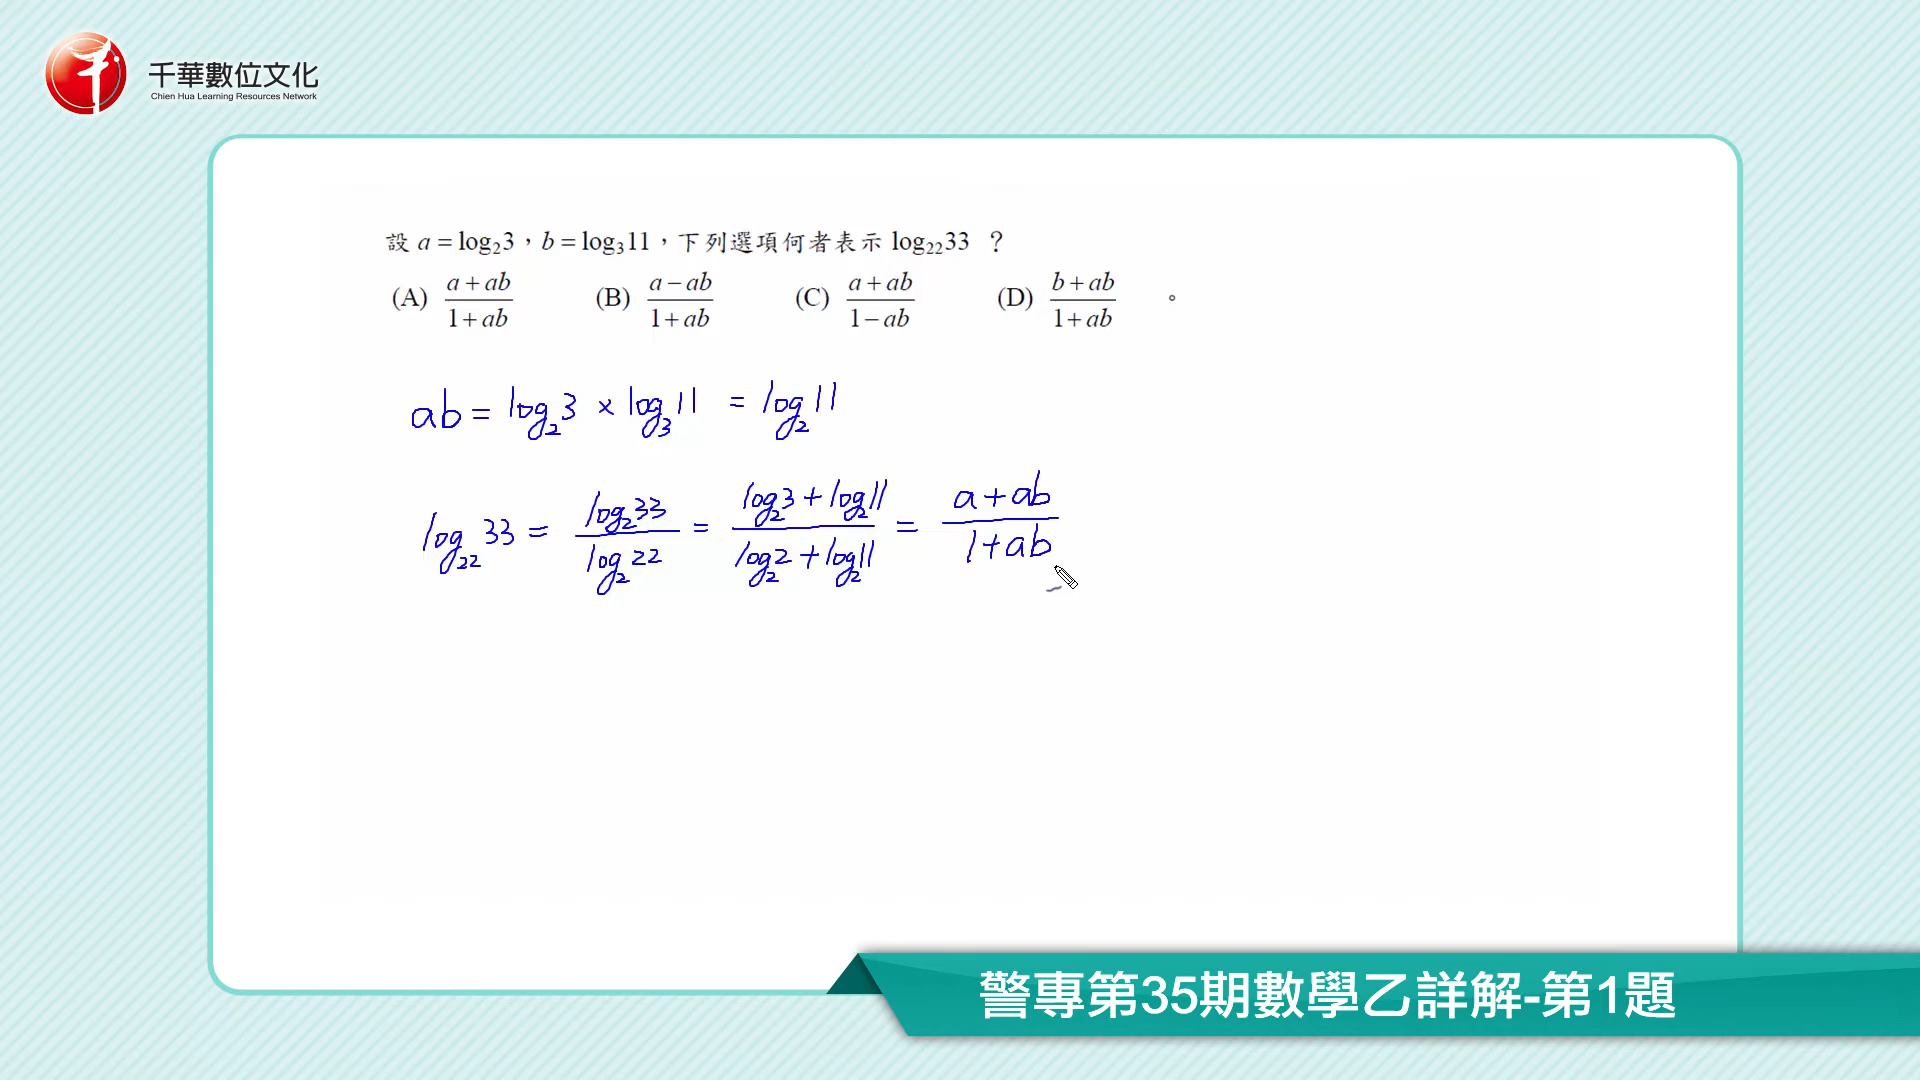 千華數位文化
Chien Hua Learning Resources Network
設 a = log₂3，b = log₃11，下列選項何者表示 log₂₂33 ？
(A) (a + ab)/(1 + ab) (B) (a − ab)/(1 + ab) (C) (a + ab)/(1 − ab) (D) (b + ab)/(1 + ab) 。
ab = log₂3 × log₃11 = log₂11
log₂₂33 = (log₂33)/(log₂22) = (log₂3 + log₂11)/(log₂2 + log₂11) = (a + ab)/(1 + ab)
警專第35期數學乙詳解-第1題